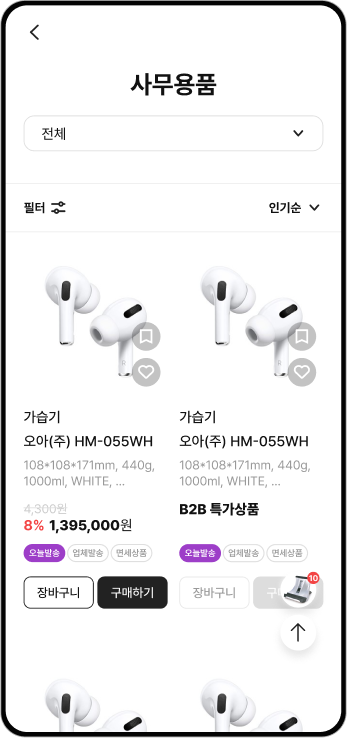 사무용품
전체
필터
인기순
가습기
오아(주) HM-055WH
108*108*171mm, 440g,
1000ml, WHITE, ...
4,300원
8% 1,395,000원
오늘발송 업체발송 면세상품
장바구니 구매하기
가습기
오아(주) HM-055WH
108*108*171mm, 440g,
1000ml, WHITE, ...
B2B 특가상품
오늘발송 업체발송 면세상품
장바구니
10